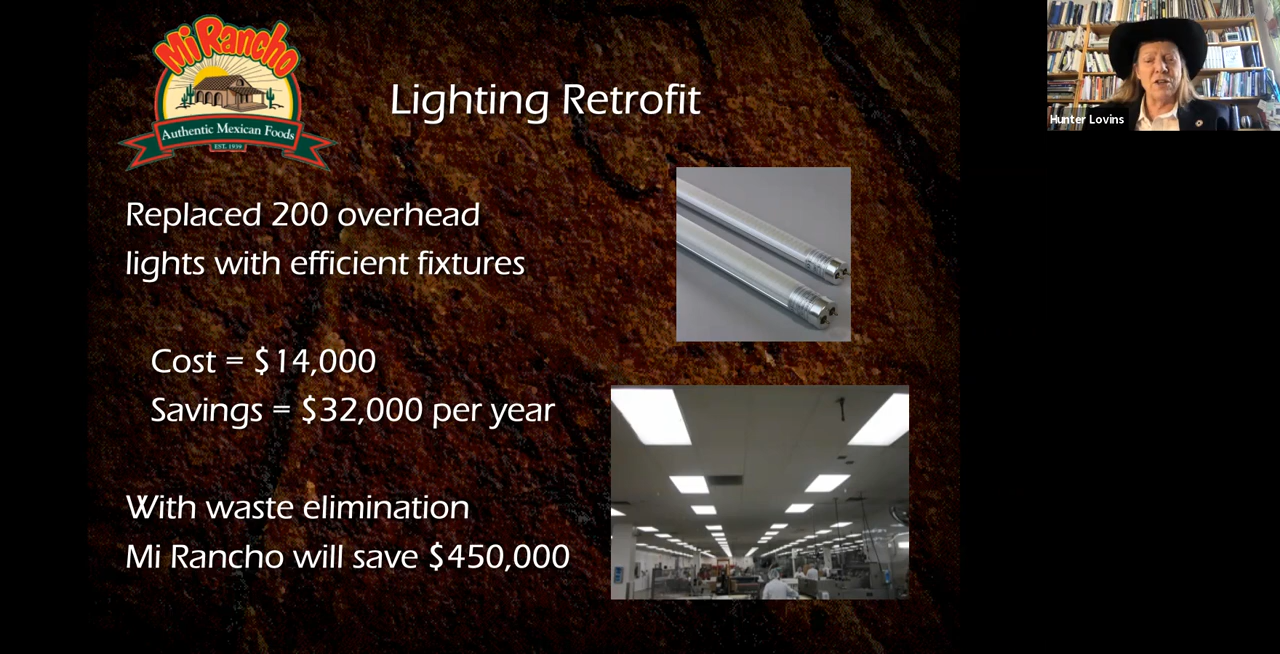 Mi Rancho
Authentic Mexican Foods
EST. 1939
Lighting Retrofit
Replaced 200 overhead
lights with efficient fixtures
Cost = $14,000
Savings = $32,000 per year
With waste elimination
Mi Rancho will save $450,000
Hunter Lovins